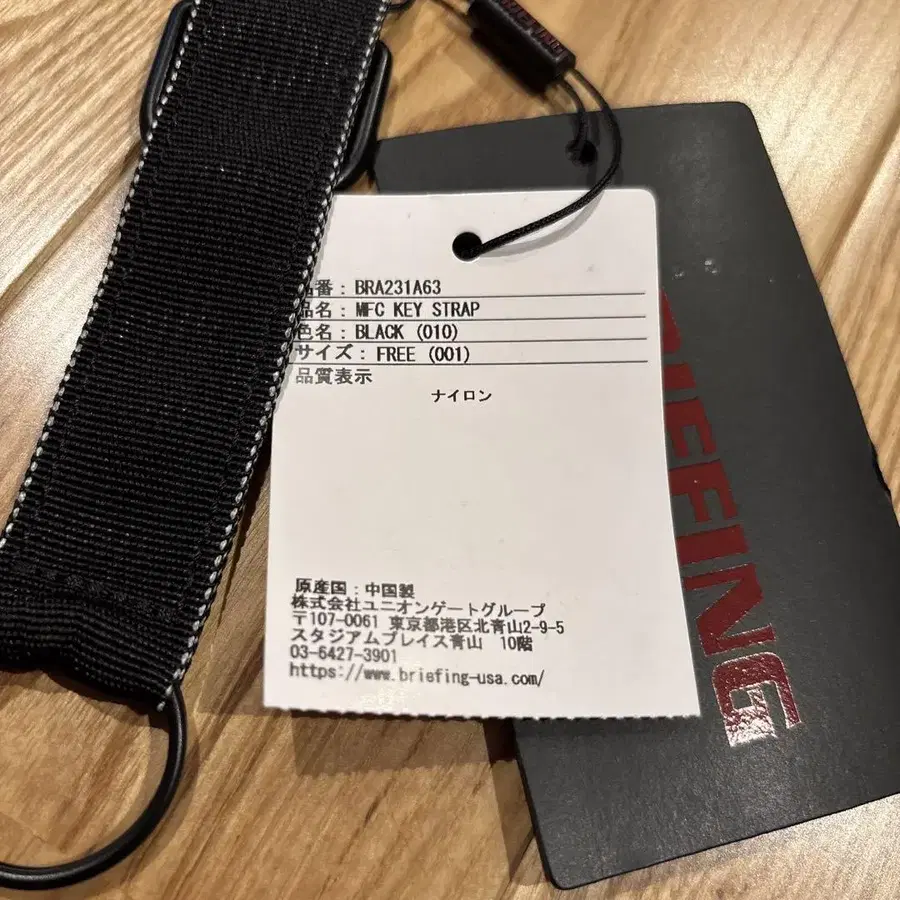 品番：BRA231A63
品名：MFC KEY STRAP
色名：BLACK (010)
サイズ：FREE (001)
品質表示
ナイロン
原産国：中国製
株式会社ユニオンゲートグループ
〒107-0061 東京都港区北青山2-9-5
スタジアムプレイス青山 10階
03-6427-3901
https://www.briefing-usa.com/
IEFING